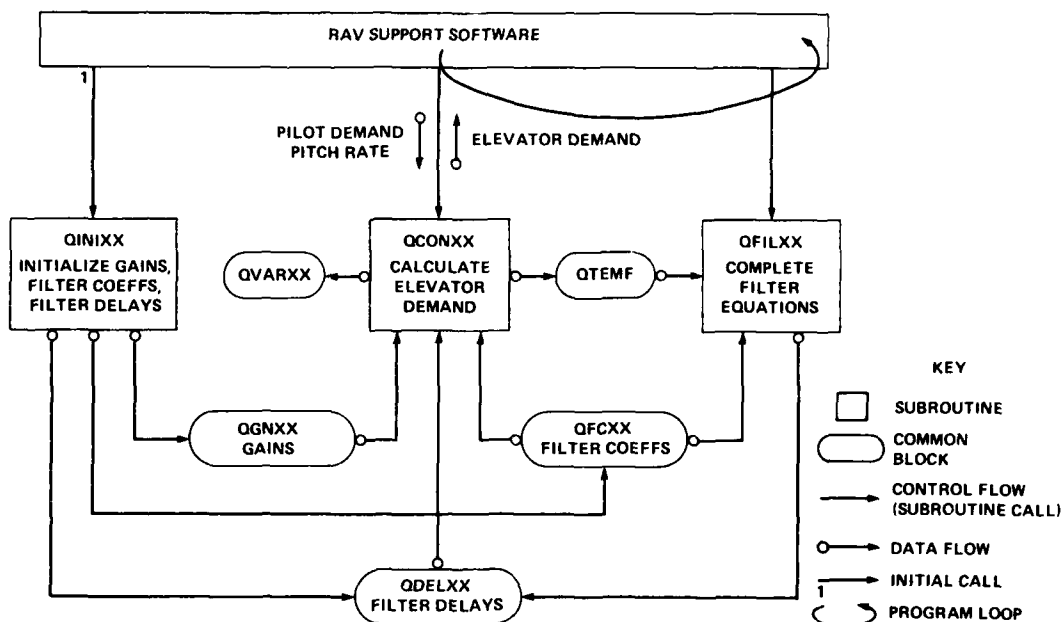 RAV SUPPORT SOFTWARE
1
PILOT DEMAND
PITCH RATE
ELEVATOR DEMAND
QINIXX
INITIALIZE GAINS,
FILTER COEFFS,
FILTER DELAYS
QVARXX
QCONXX
CALCULATE
ELEVATOR
DEMAND
QTEMF
QFILXX
COMPLETE
FILTER
EQUATIONS
QGNXX
GAINS
QFCXX
FILTER COEFFS
QDELXX
FILTER DELAYS
KEY
SUBROUTINE
COMMON
BLOCK
CONTROL FLOW
(SUBROUTINE CALL)
DATA FLOW
INITIAL CALL
1
PROGRAM LOOP